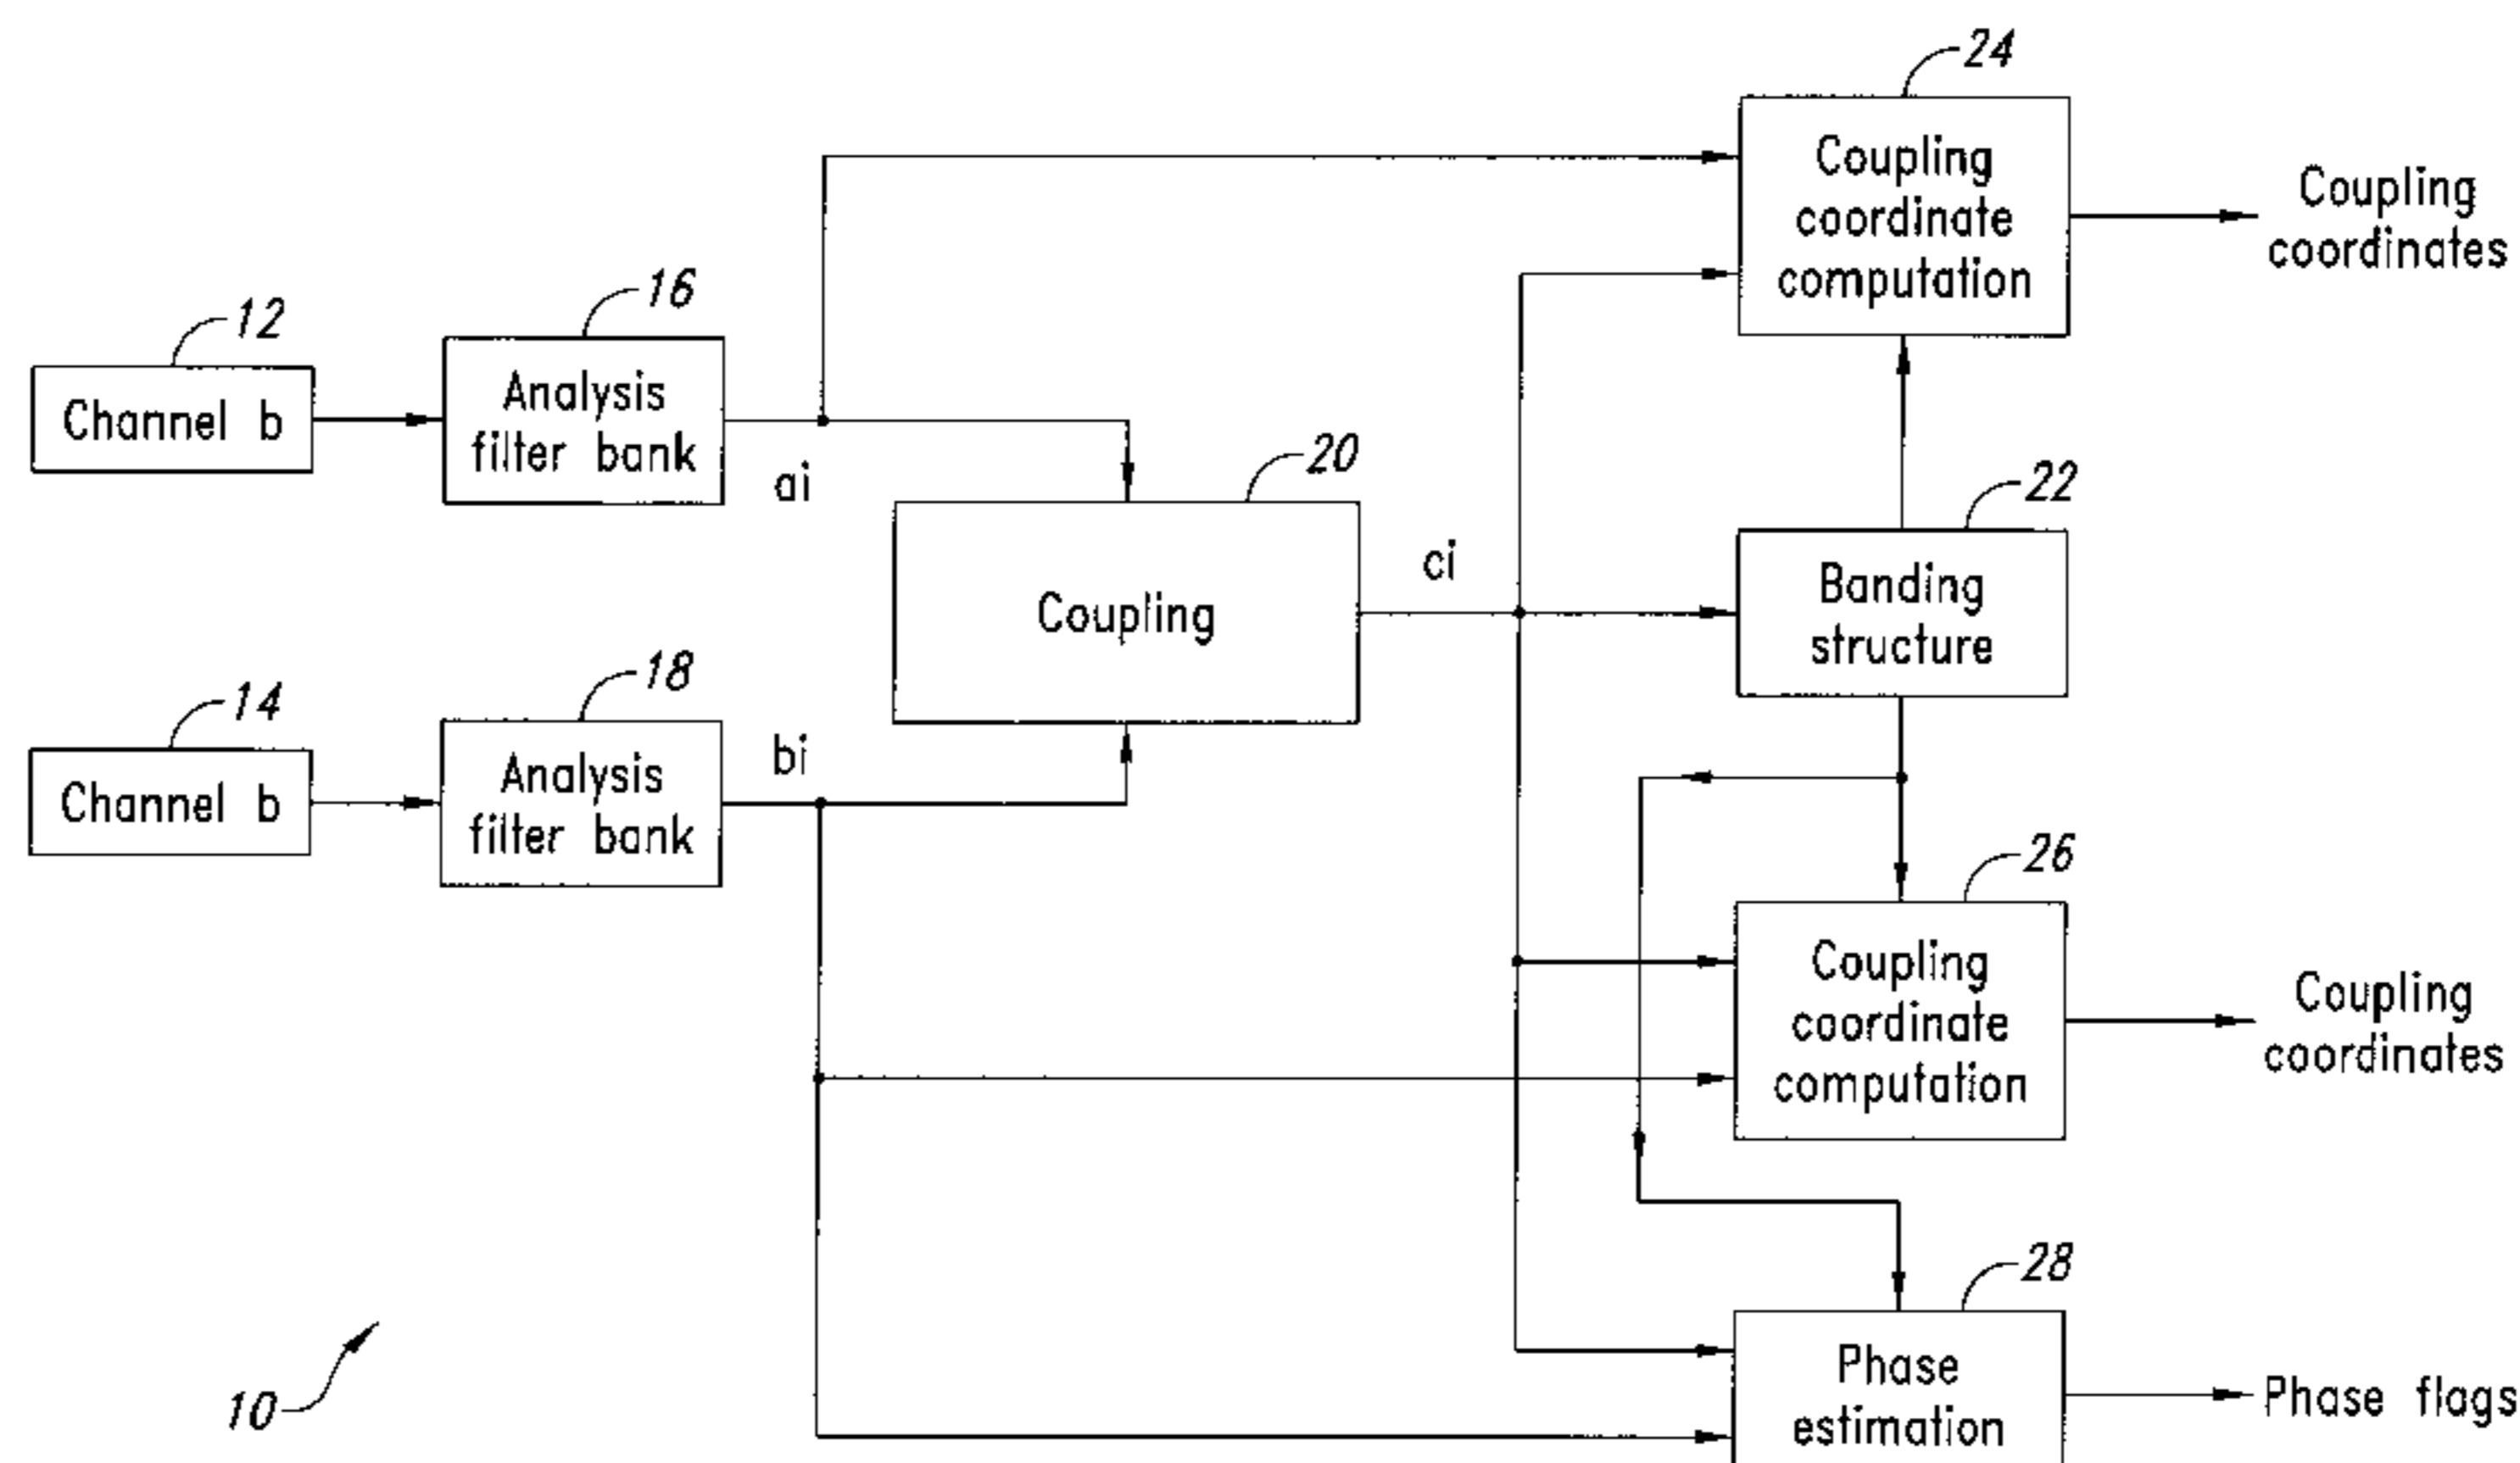 24
Coupling
coordinate
computation
Coupling
coordinates
12
16
Channel b
Analysis
filter bank
ai
20
Coupling
ci
22
Banding
structure
14
18
Channel b
Analysis
filter bank
bi
26
Coupling
coordinate
computation
Coupling
coordinates
28
Phase
estimation
Phase flags
10